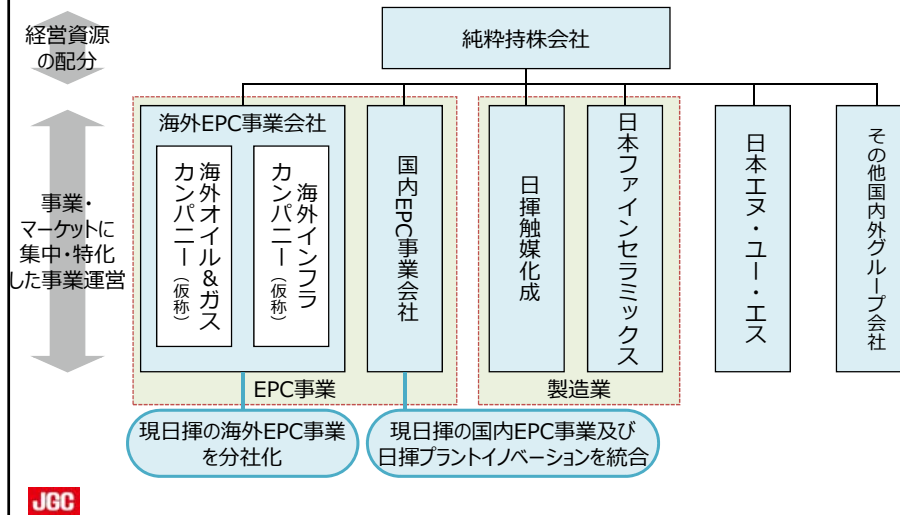 経営資源
の配分
純粋持株会社
事業・
マーケットに
集中・特化
した事業運営
海外EPC事業会社
海外オイル&ガス
カンパニー（仮称）
海外インフラ
カンパニー（仮称）
国内EPC事業会社
日揮触媒化成
日本ファインセラミックス
日本エヌ・ユー・エス
その他国内外グループ会社
EPC事業
製造業
現日揮の海外EPC事業
を分社化
現日揮の国内EPC事業及び
日揮プラントイノベーションを統合
JGC